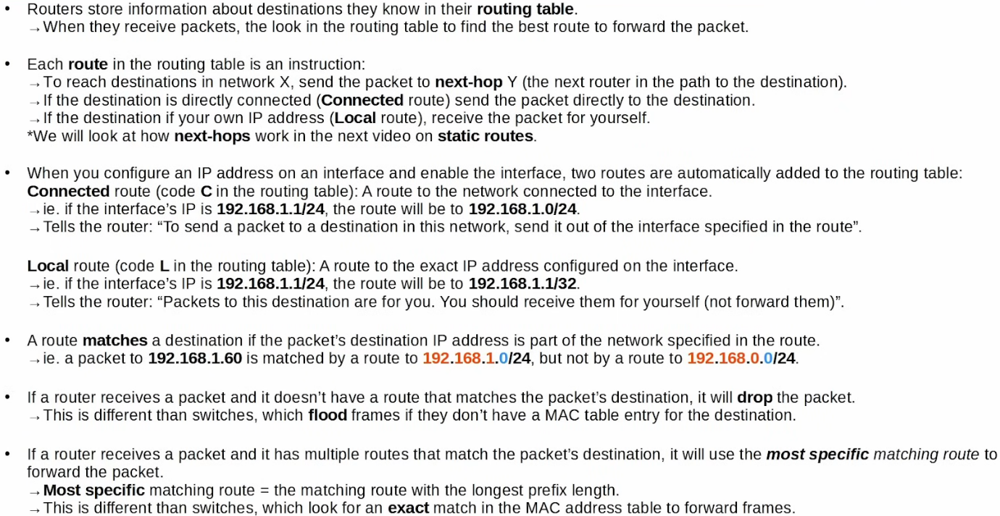 • Routers store information about destinations they know in their routing table.
→When they receive packets, the look in the routing table to find the best route to forward the packet.
• Each route in the routing table is an instruction:
→To reach destinations in network X, send the packet to next-hop Y (the next router in the path to the destination).
→If the destination is directly connected (Connected route) send the packet directly to the destination.
→If the destination if your own IP address (Local route), receive the packet for yourself.
*We will look at how next-hops work in the next video on static routes.
• When you configure an IP address on an interface and enable the interface, two routes are automatically added to the routing table:
Connected route (code C in the routing table): A route to the network connected to the interface.
→ie. if the interface's IP is 192.168.1.1/24, the route will be to 192.168.1.0/24.
→Tells the router: “To send a packet to a destination in this network, send it out of the interface specified in the route”.
Local route (code L in the routing table): A route to the exact IP address configured on the interface.
→ie. if the interface's IP is 192.168.1.1/24, the route will be to 192.168.1.1/32.
→Tells the router: “Packets to this destination are for you. You should receive them for yourself (not forward them)”.
• A route matches a destination if the packet's destination IP address is part of the network specified in the route.
→ie. a packet to 192.168.1.60 is matched by a route to 192.168.1.0/24, but not by a route to 192.168.0.0/24.
• If a router receives a packet and it doesn't have a route that matches the packet's destination, it will drop the packet.
→This is different than switches, which flood frames if they don't have a MAC table entry for the destination.
• If a router receives a packet and it has multiple routes that match the packet's destination, it will use the most specific matching route to
forward the packet.
→Most specific matching route = the matching route with the longest prefix length.
→This is different than switches, which look for an exact match in the MAC address table to forward frames.